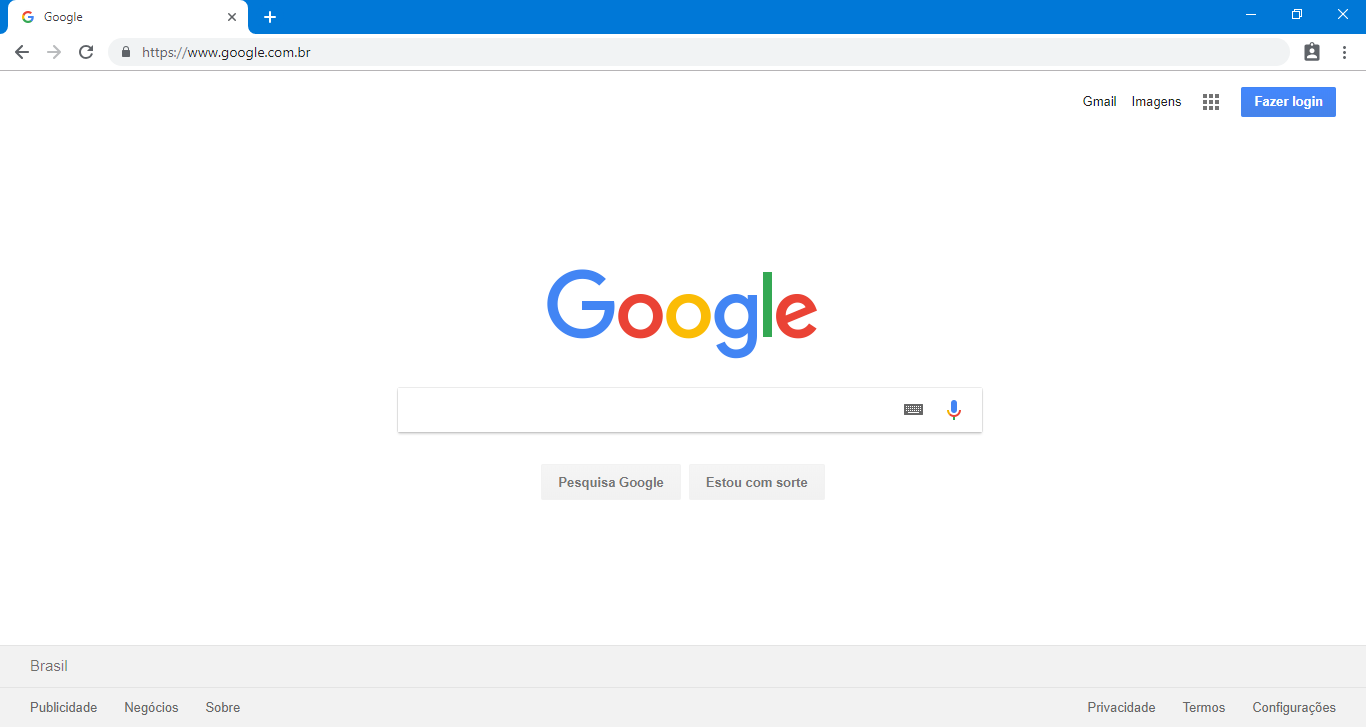 Google
https://www.google.com.br
Gmail Imagens Fazer login
Google
Pesquisa Google Estou com sorte
Brasil
Publicidade Negócios Sobre Privacidade Termos Configurações